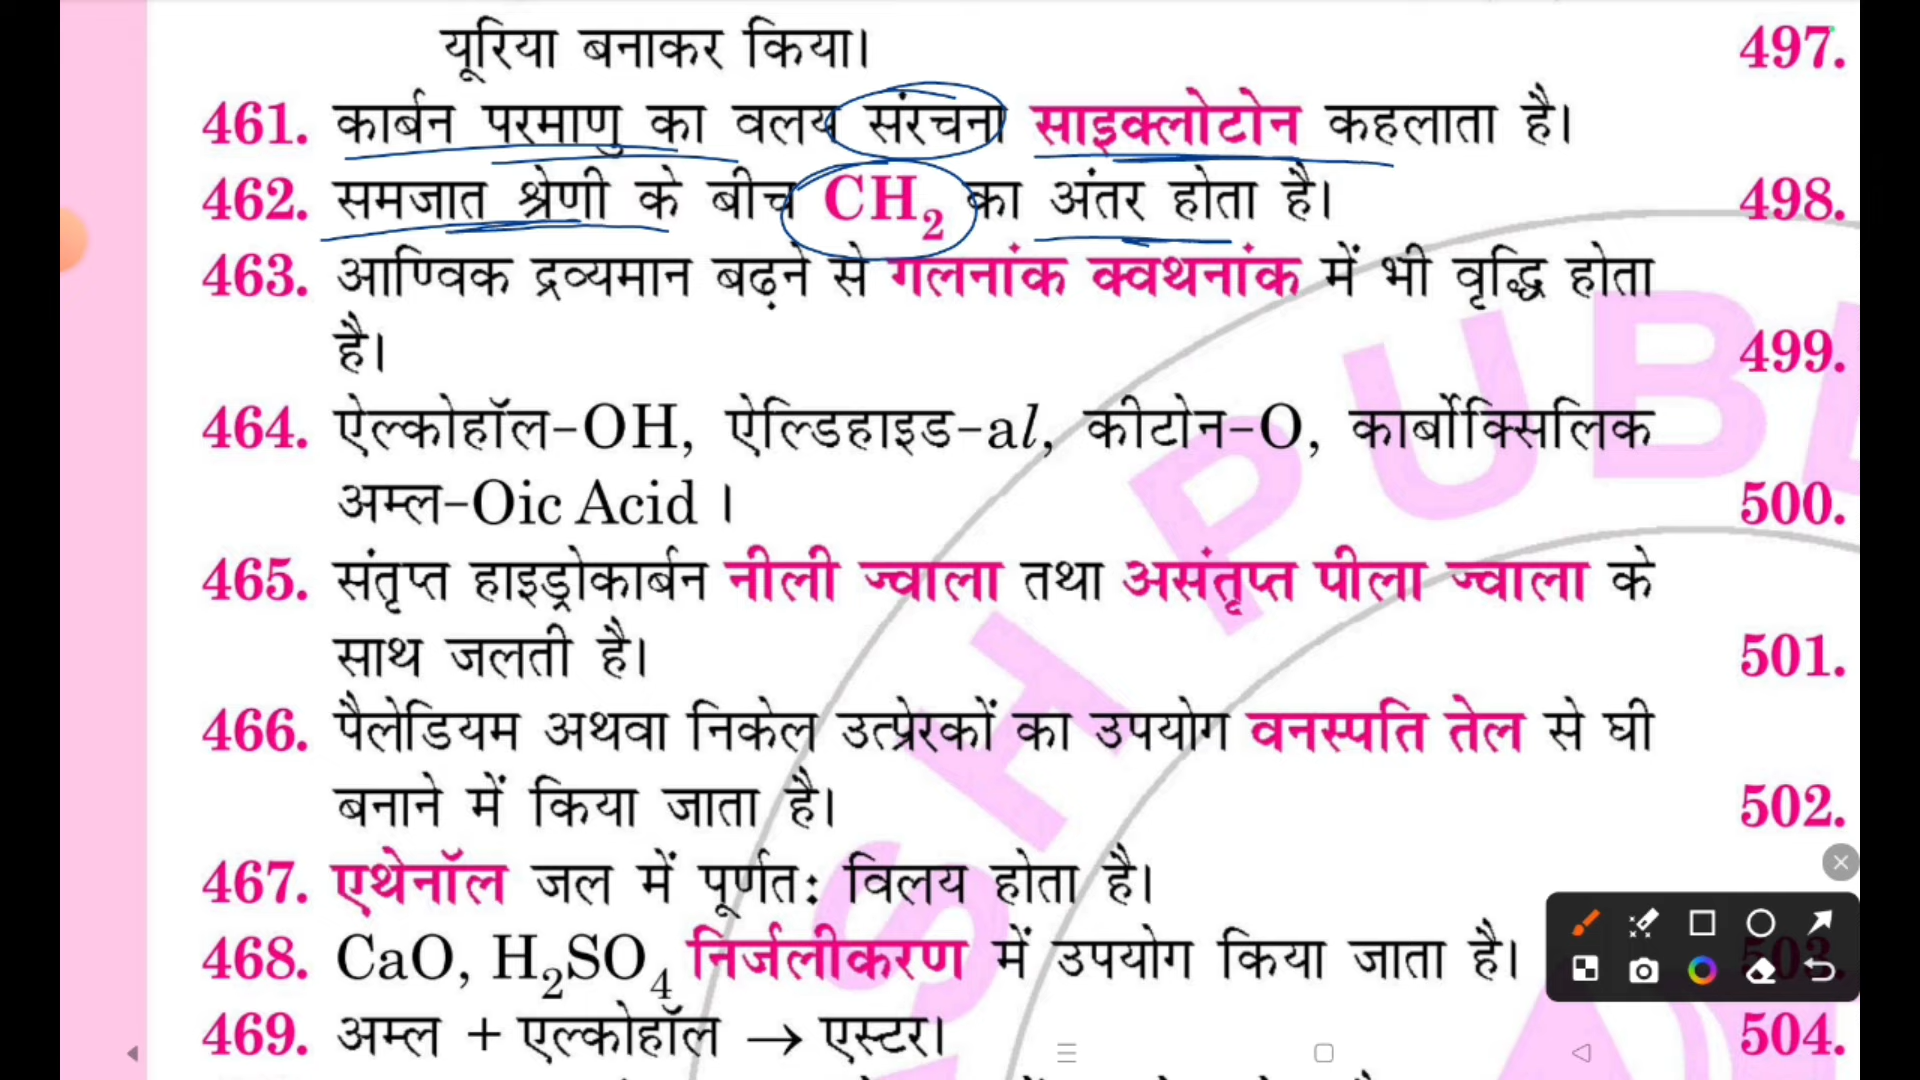 यूरिया बनाकर किया।
461. कार्बन परमाणु का वलय संरचना साइक्लोटोन कहलाता है।
462. समजात श्रेणी के बीच CH₂ का अंतर होता है।
463. आण्विक द्रव्यमान बढ़ने से गलनांक क्वथनांक में भी वृद्धि होता
है।
464. ऐल्कोहॉल-OH, ऐल्डिहाइड-al, कीटोन-O, कार्बोक्सिलिक
अम्ल-Oic Acid ।
465. संतृप्त हाइड्रोकार्बन नीली ज्वाला तथा असंतृप्त पीला ज्वाला के
साथ जलती है।
466. पैलेडियम अथवा निकेल उत्प्रेरकों का उपयोग वनस्पति तेल से घी
बनाने में किया जाता है।
467. एथेनॉल जल में पूर्णतः विलय होता है।
468. CaO, H₂SO₄ निर्जलीकरण में उपयोग किया जाता है।
469. अम्ल + एल्कोहॉल → एस्टर।
497.
498.
499.
500.
501.
502.
503.
504.
SH PUBL